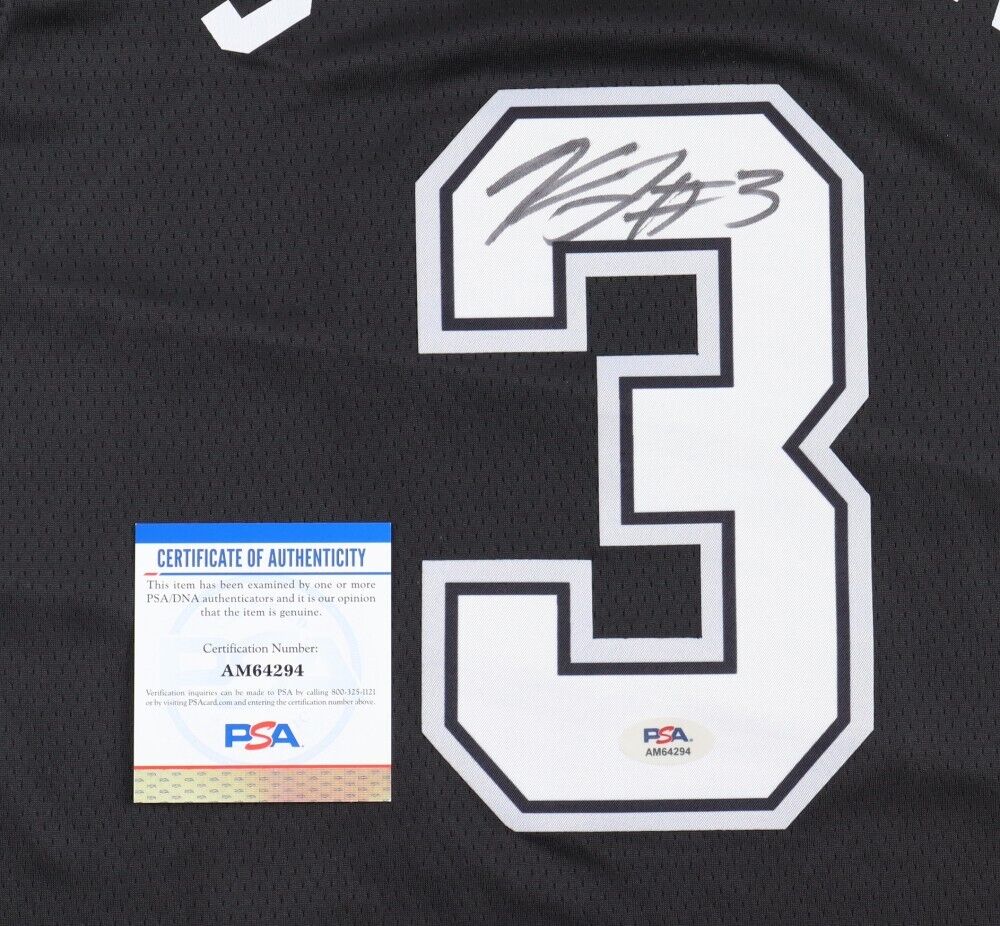 #3
3
CERTIFICATE OF AUTHENTICITY
This item has been examined by one or more
PSA/DNA authenticators and it is our opinion
that the item is genuine.
Certification Number:
AM64294
Verification inquiries can be made to PSA by calling 800-325-1121
or by visiting PSAcard.com and entering the certification number above.
PSA
PSA
AM64294